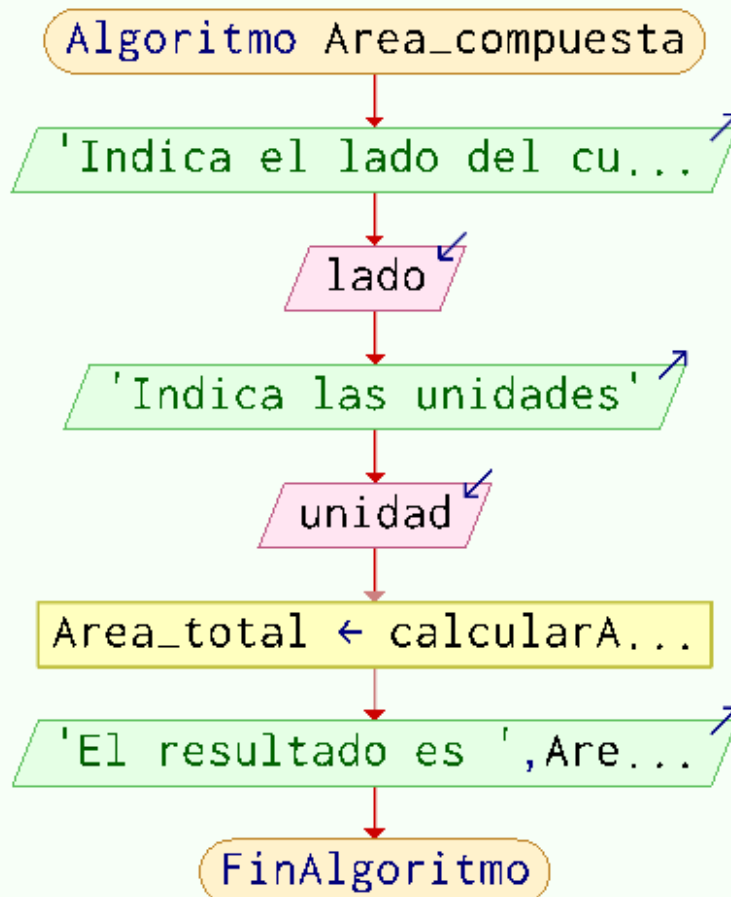 Algoritmo Area_compuesta
'Indica el lado del cu...
lado
'Indica las unidades'
unidad
Area_total ← calcularA...
'El resultado es ',Are...
FinAlgoritmo